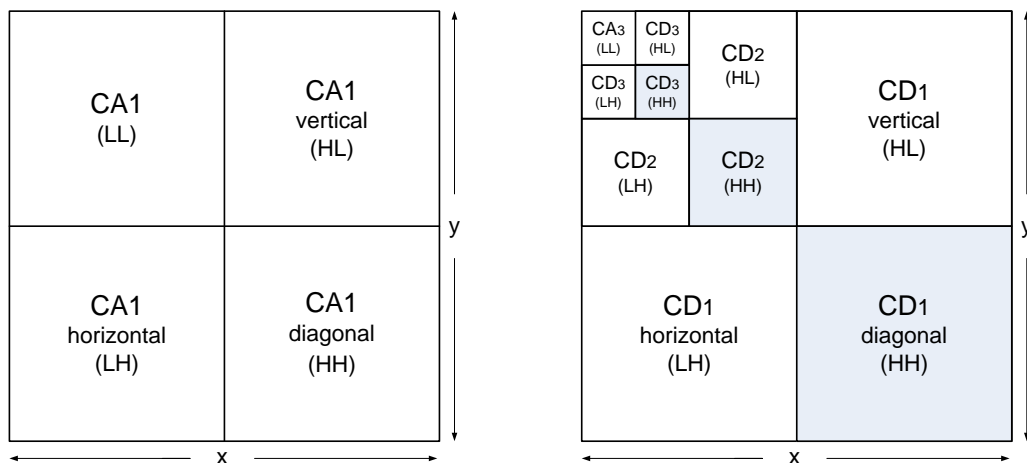 CA1
(LL)
CA1
vertical
(HL)
CA1
horizontal
(LH)
CA1
diagonal
(HH)
y
x
CA3
(LL)
CD3
(HL)
CD3
(LH)
CD3
(HH)
CD2
(HL)
CD2
(LH)
CD2
(HH)
CD1
vertical
(HL)
CD1
horizontal
(LH)
CD1
diagonal
(HH)
y
x